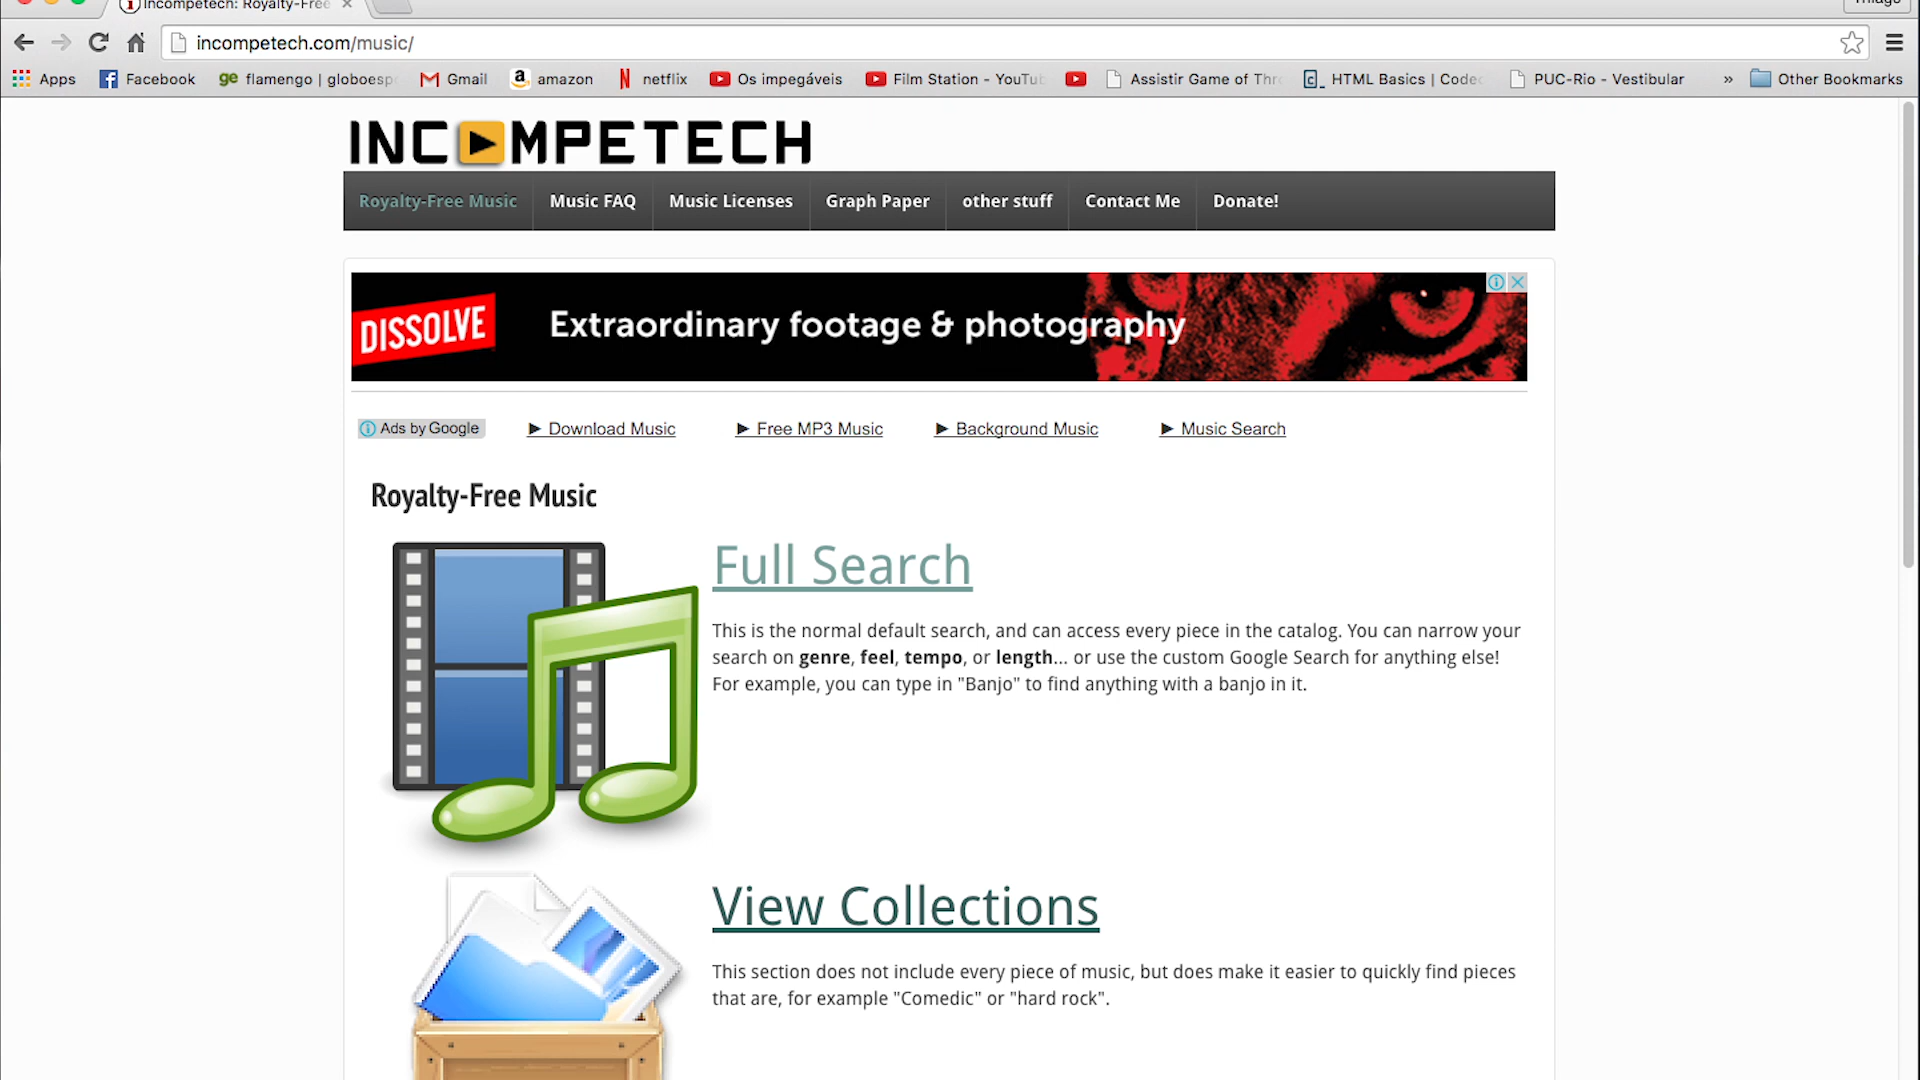 Incompetech: Royalty-Free
Thiago
incompetech.com/music/
Apps Facebook flamengo | globoesp Gmail amazon netflix Os impegáveis Film Station - YouTu Assistir Game of Thr HTML Basics | Codec PUC-Rio - Vestibular » Other Bookmarks
INCOMPETECH
Royalty-Free Music Music FAQ Music Licenses Graph Paper other stuff Contact Me Donate!
DISSOLVE Extraordinary footage & photography
Ads by Google Download Music Free MP3 Music Background Music Music Search
Royalty-Free Music
Full Search
This is the normal default search, and can access every piece in the catalog. You can narrow your
search on genre, feel, tempo, or length... or use the custom Google Search for anything else!
For example, you can type in "Banjo" to find anything with a banjo in it.
View Collections
This section does not include every piece of music, but does make it easier to quickly find pieces
that are, for example "Comedic" or "hard rock".